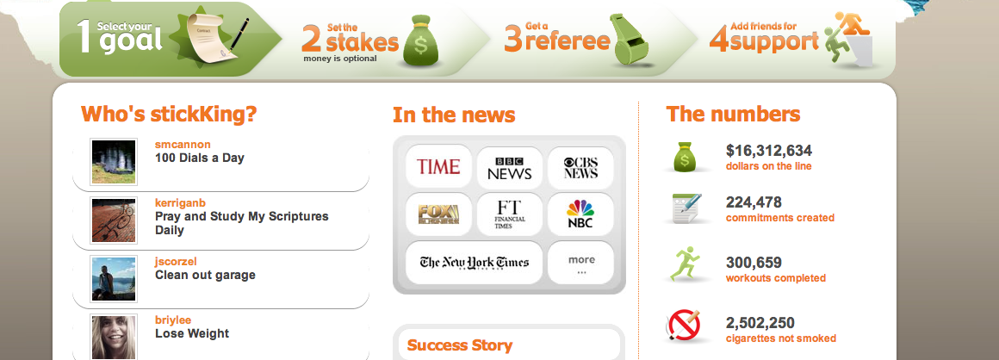 1 Select your goal
Contract
2 Set the stakes
money is optional
3 Get a referee
4 Add friends for support
Who's stickKing?
smcannon
100 Dials a Day
kerriganb
Pray and Study My Scriptures
Daily
jscorzel
Clean out garage
briylee
Lose Weight
In the news
TIME
BBC
NEWS
CBS
NEWS
FOX
FT
FINANCIAL
TIMES
NBC
The New York Times
more
...
Success Story
The numbers
$16,312,634
dollars on the line
224,478
commitments created
300,659
workouts completed
2,502,250
cigarettes not smoked